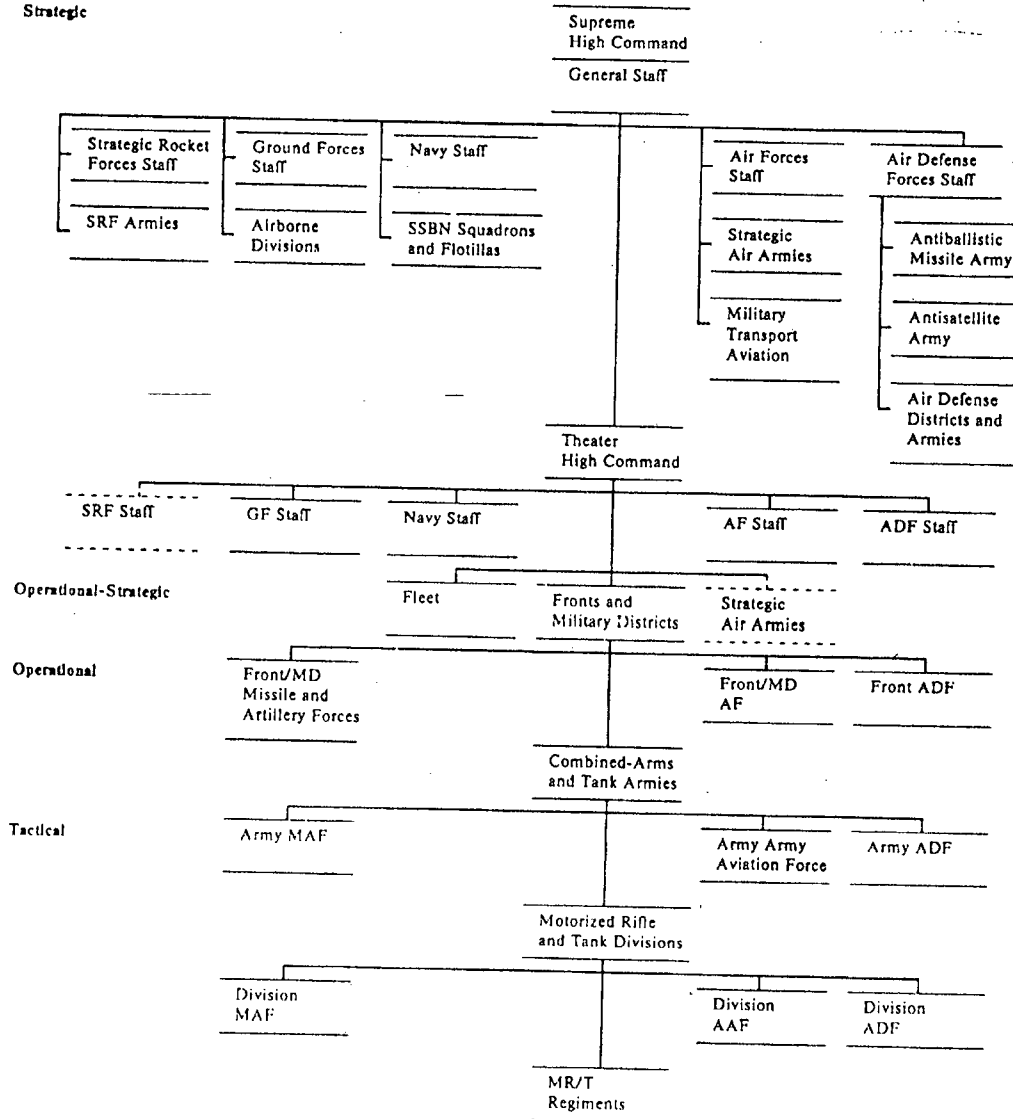 Strategic
Supreme
High Command
General Staff
Strategic Rocket
Forces Staff
Ground Forces
Staff
Navy Staff
Air Forces
Staff
Air Defense
Forces Staff
SRF Armies
Airborne
Divisions
SSBN Squadrons
and Flotillas
Strategic
Air Armies
Antiballistic
Missile Army
Military
Transport
Aviation
Antisatellite
Army
Air Defense
Districts and
Armies
Theater
High Command
SRF Staff
GF Staff
Navy Staff
AF Staff
ADF Staff
Operational-Strategic
Fleet
Fronts and
Military Districts
Strategic
Air Armies
Operational
Front/MD
Missile and
Artillery Forces
Front/MD
AF
Front ADF
Combined-Arms
and Tank Armies
Tactical
Army MAF
Army Army
Aviation Force
Army ADF
Motorized Rifle
and Tank Divisions
Division
MAF
Division
AAF
Division
ADF
MR/T
Regiments